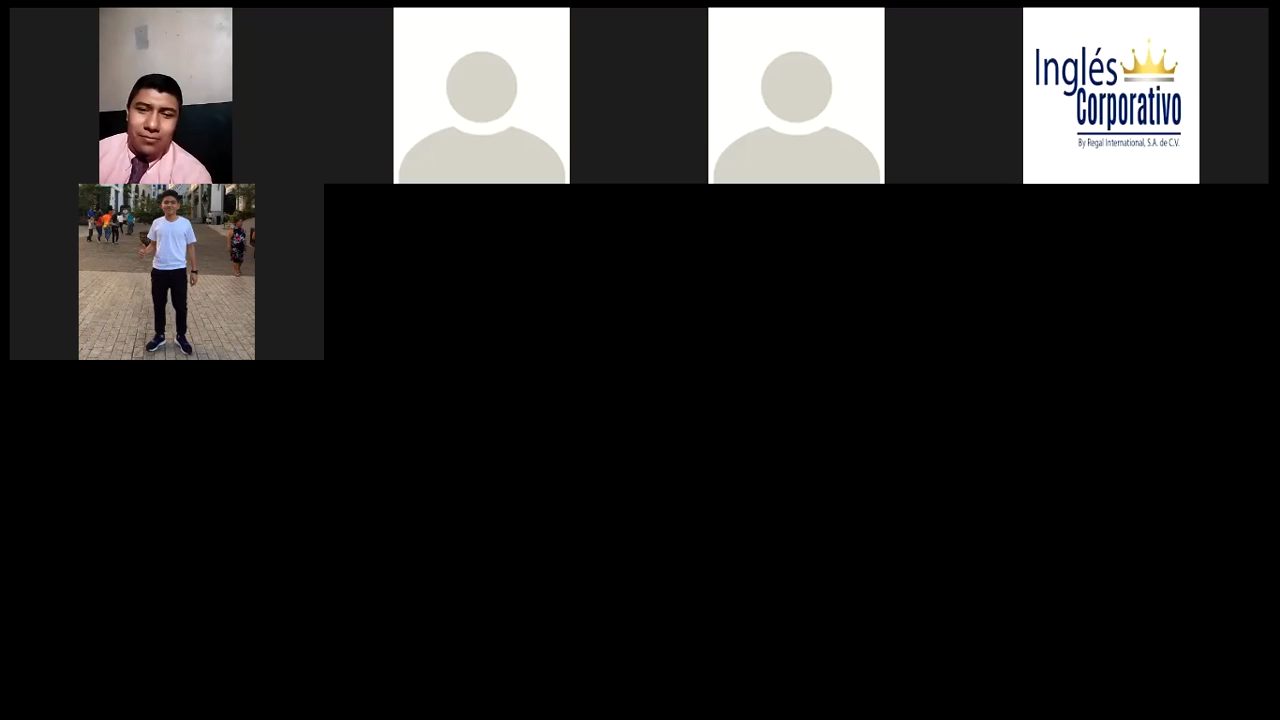 Inglés
Corporativo
By Regal International, S.A. de C.V.